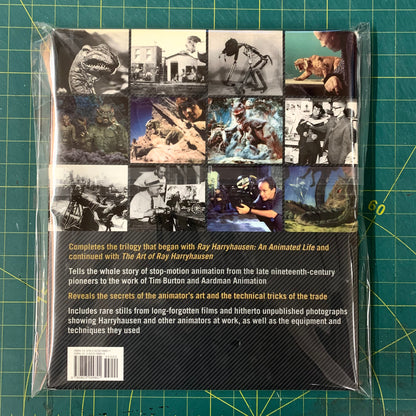 Completes the trilogy that began with Ray Harryhausen: An Animated Life and
continued with The Art of Ray Harryhausen
Tells the whole story of stop-motion animation from the late nineteenth-century
pioneers to the work of Tim Burton and Aardman Animation
Reveals the secrets of the animator's art and the technical tricks of the trade
Includes rare stills from long-forgotten films and hitherto unpublished photographs
showing Harryhausen and other animators at work, as well as the equipment and
techniques they used
60